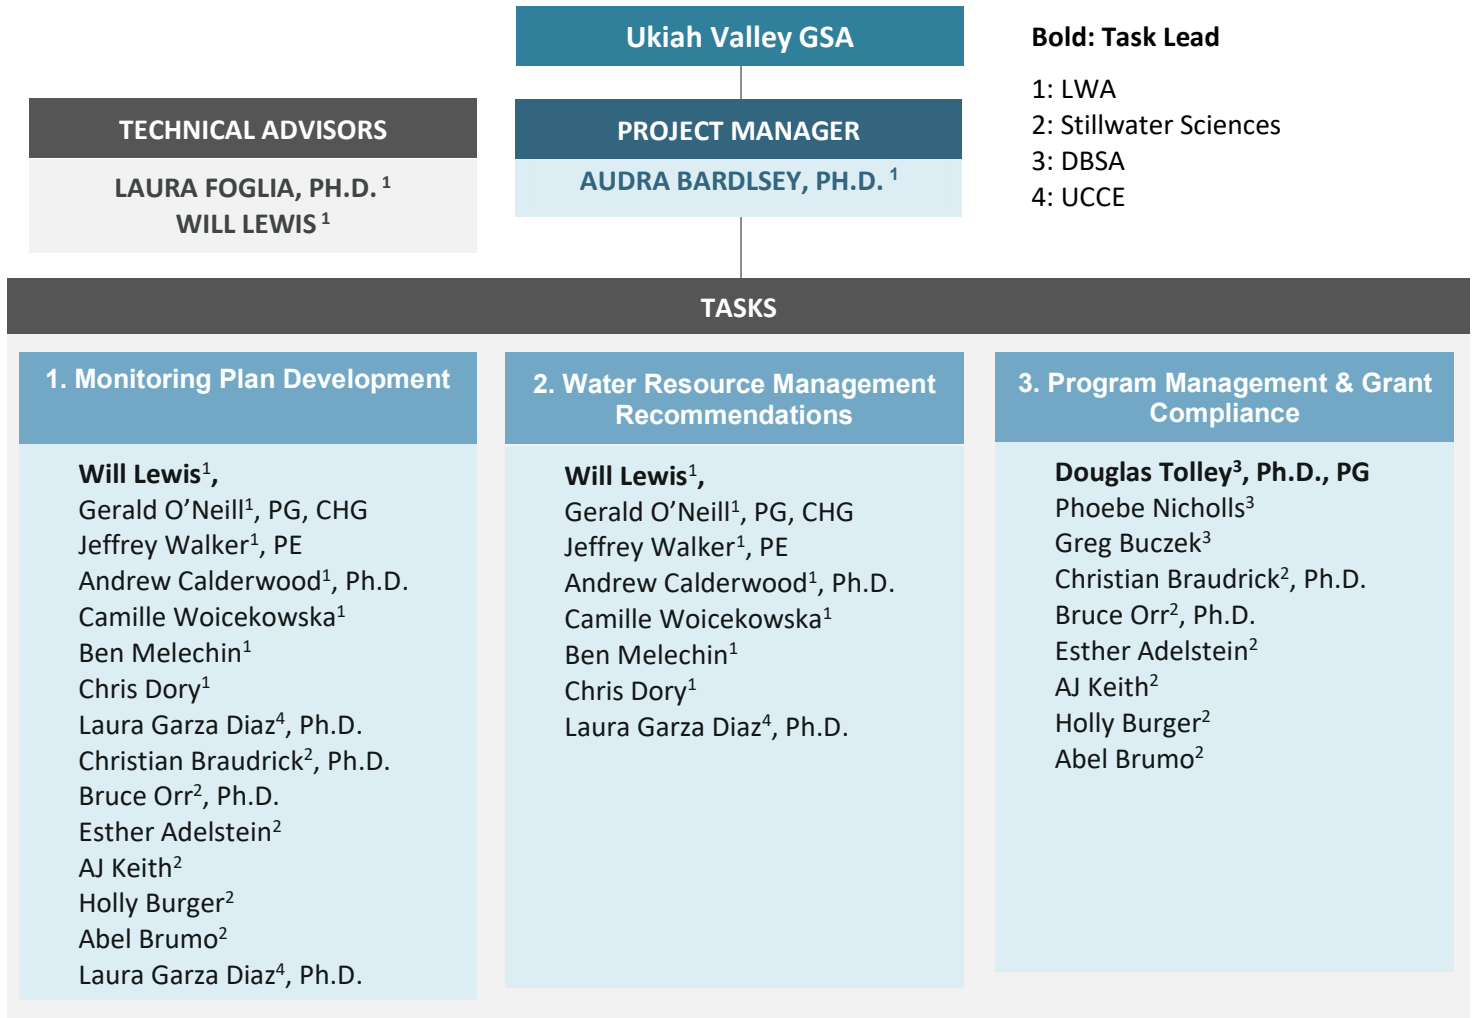 Ukiah Valley GSA
Bold: Task Lead
1: LWA
2: Stillwater Sciences
3: DBSA
4: UCCE
TECHNICAL ADVISORS
LAURA FOGLIA, PH.D. ¹
WILL LEWIS ¹
PROJECT MANAGER
AUDRA BARDLSEY, PH.D. ¹
TASKS
1. Monitoring Plan Development
Will Lewis¹,
Gerald O’Neill¹, PG, CHG
Jeffrey Walker¹, PE
Andrew Calderwood¹, Ph.D.
Camille Woicekowska¹
Ben Melechin¹
Chris Dory¹
Laura Garza Diaz⁴, Ph.D.
Christian Braudrick², Ph.D.
Bruce Orr², Ph.D.
Esther Adelstein²
AJ Keith²
Holly Burger²
Abel Brumo²
Laura Garza Diaz⁴, Ph.D.
2. Water Resource Management
Recommendations
Will Lewis¹,
Gerald O’Neill¹, PG, CHG
Jeffrey Walker¹, PE
Andrew Calderwood¹, Ph.D.
Camille Woicekowska¹
Ben Melechin¹
Chris Dory¹
Laura Garza Diaz⁴, Ph.D.
3. Program Management & Grant
Compliance
Douglas Tolley³, Ph.D., PG
Phoebe Nicholls³
Greg Buczek³
Christian Braudrick², Ph.D.
Bruce Orr², Ph.D.
Esther Adelstein²
AJ Keith²
Holly Burger²
Abel Brumo²